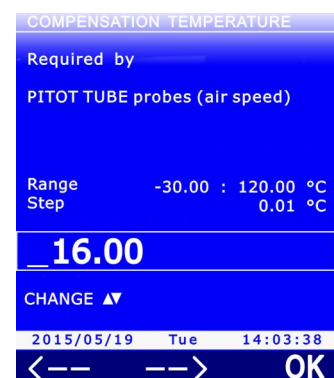 COMPENSATION TEMPERATURE
Required by
PITOT TUBE probes (air speed)
Range -30.00 : 120.00 °C
Step 0.01 °C
_16.00
CHANGE ▲▼
2015/05/19 Tue 14:03:38
<-- --> OK